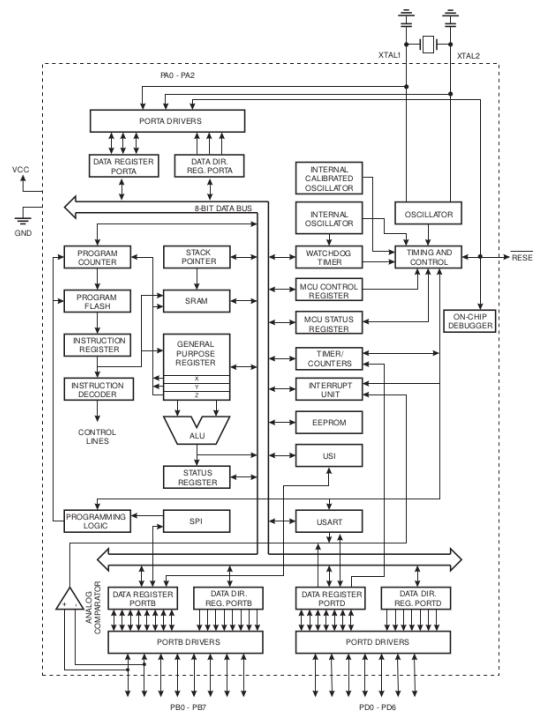 XTAL1
XTAL2
PA0 - PA2
PORTA DRIVERS
DATA REGISTER
PORTA
DATA DIR.
REG. PORTA
VCC
GND
8-BIT DATA BUS
INTERNAL
CALIBRATED
OSCILLATOR
INTERNAL
OSCILLATOR
OSCILLATOR
WATCHDOG
TIMER
TIMING AND
CONTROL
RESE
MCU CONTROL
REGISTER
MCU STATUS
REGISTER
ON-CHIP
DEBUGGER
TIMER/
COUNTERS
INTERRUPT
UNIT
EEPROM
USI
USART
PROGRAM
COUNTER
STACK
POINTER
PROGRAM
FLASH
SRAM
INSTRUCTION
REGISTER
GENERAL
PURPOSE
REGISTER
X
Y
Z
INSTRUCTION
DECODER
CONTROL
LINES
ALU
STATUS
REGISTER
PROGRAMMING
LOGIC
SPI
ANALOG
COMPARATOR
+
-
DATA REGISTER
PORTB
DATA DIR.
REG. PORTB
DATA REGISTER
PORTD
DATA DIR.
REG. PORTD
PORTB DRIVERS
PORTD DRIVERS
PB0 - PB7
PD0 - PD6